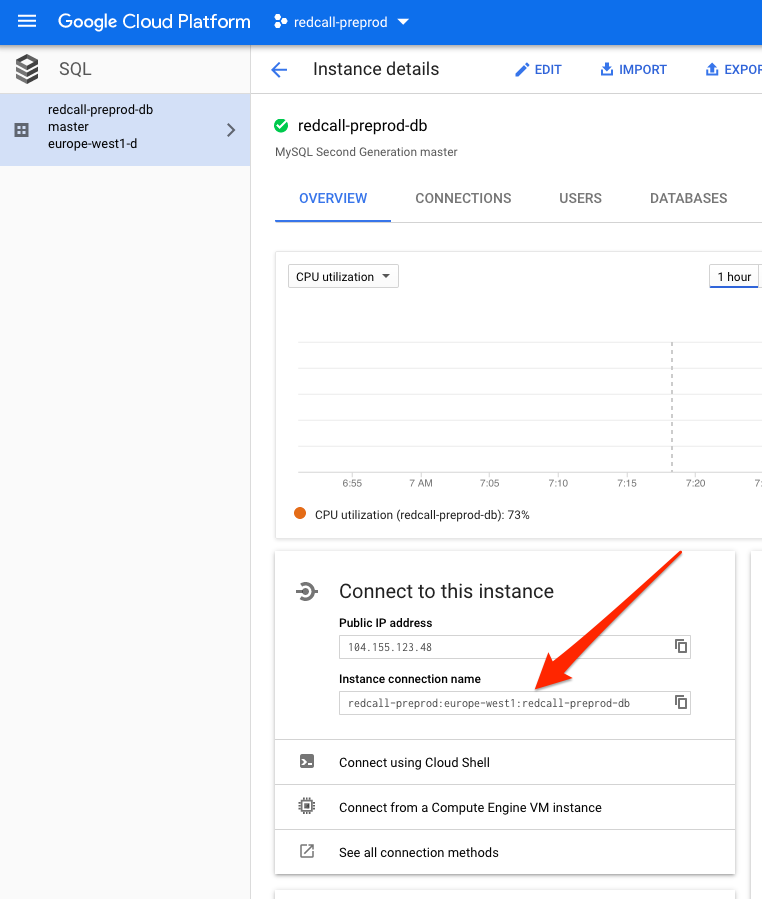 Google Cloud Platform
redcall-preprod
SQL
Instance details
EDIT
IMPORT
EXPOR
redcall-preprod-db
master
europe-west1-d
redcall-preprod-db
MySQL Second Generation master
OVERVIEW
CONNECTIONS
USERS
DATABASES
CPU utilization
1 hour
6:55
7 AM
7:05
7:10
7:15
7:20
7:
CPU utilization (redcall-preprod-db): 73%
Connect to this instance
Public IP address
104.155.123.48
Instance connection name
redcall-preprod:europe-west1:redcall-preprod-db
Connect using Cloud Shell
Connect from a Compute Engine VM instance
See all connection methods